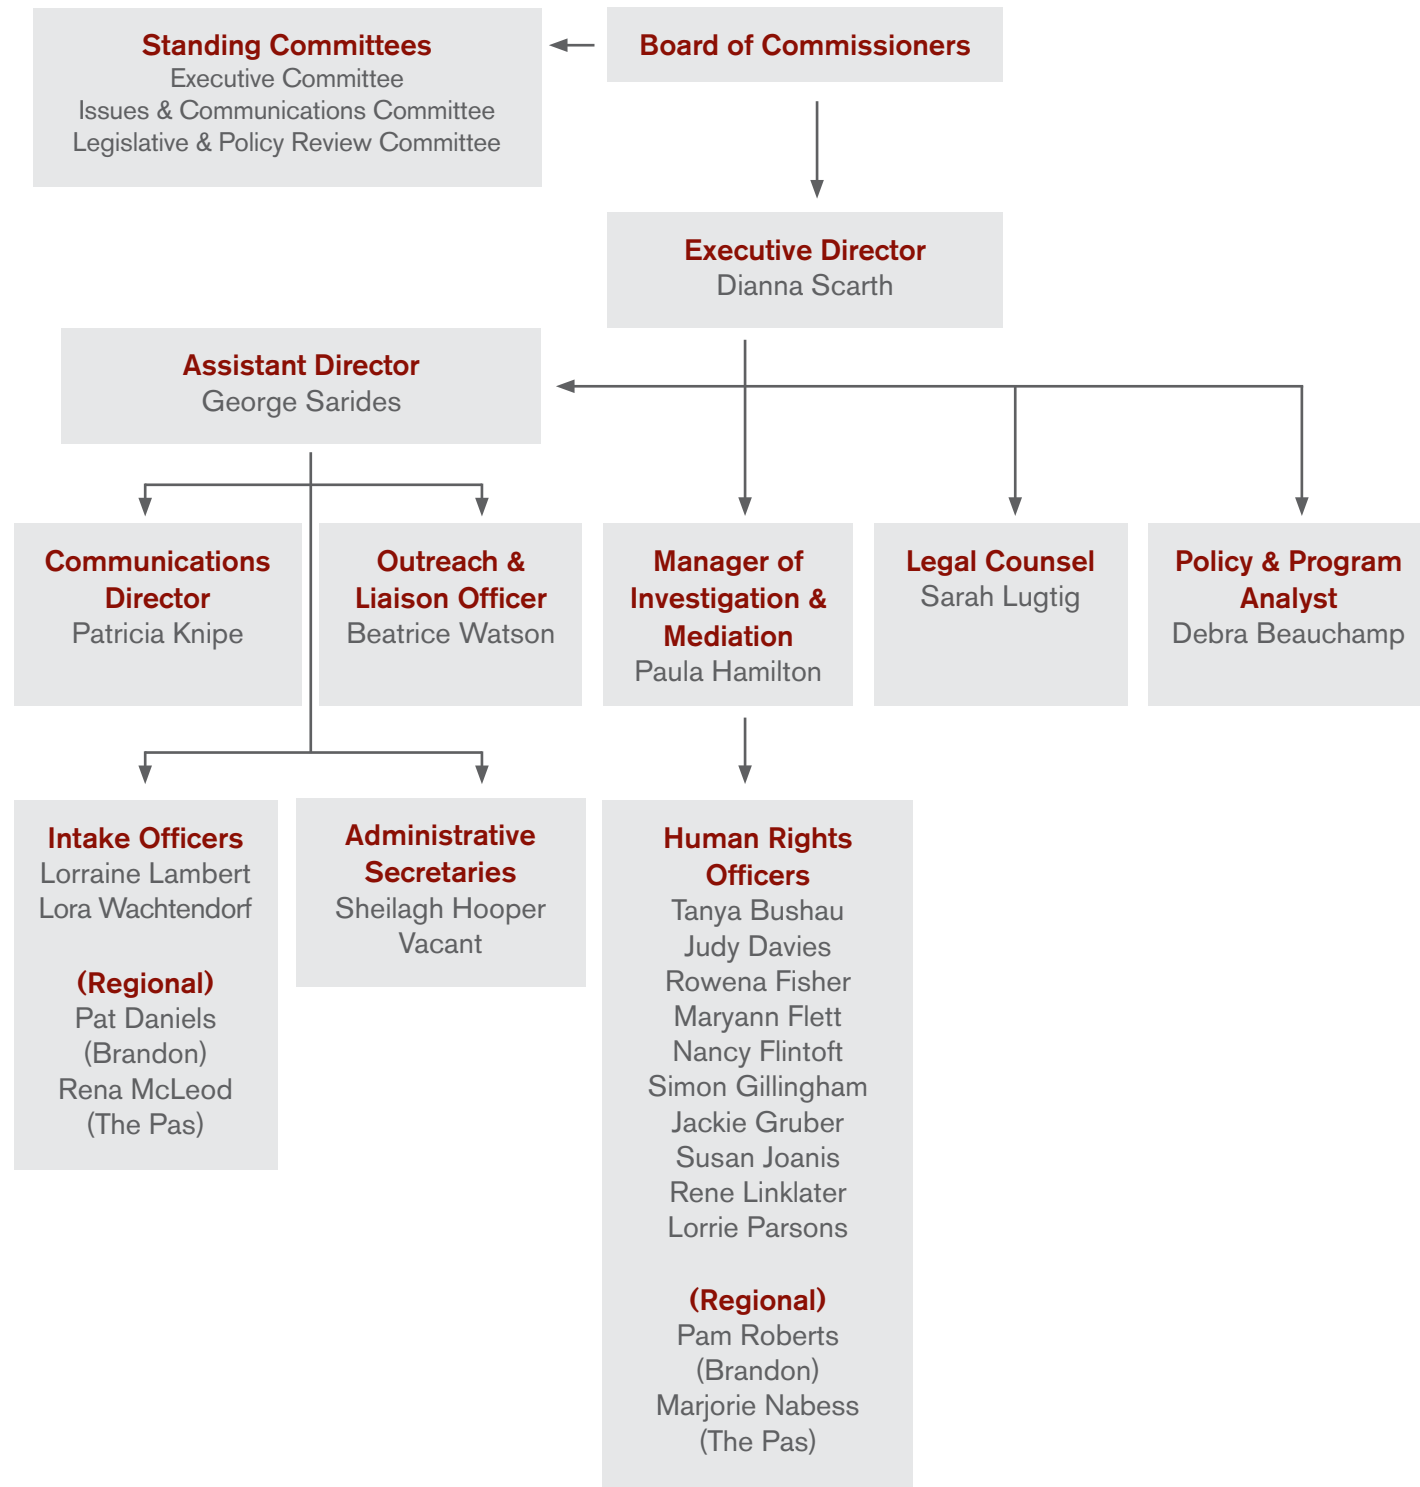 Standing Committees
Executive Committee
Issues & Communications Committee
Legislative & Policy Review Committee
Board of Commissioners
Executive Director
Dianna Scarth
Assistant Director
George Sarides
Communications
Director
Patricia Knipe
Outreach &
Liaison Officer
Beatrice Watson
Manager of
Investigation &
Mediation
Paula Hamilton
Legal Counsel
Sarah Lugtig
Policy & Program
Analyst
Debra Beauchamp
Intake Officers
Lorraine Lambert
Lora Wachtendorf
(Regional)
Pat Daniels
(Brandon)
Rena McLeod
(The Pas)
Administrative
Secretaries
Sheilagh Hooper
Vacant
Human Rights
Officers
Tanya Bushau
Judy Davies
Rowena Fisher
Maryann Flett
Nancy Flintoft
Simon Gillingham
Jackie Gruber
Susan Joanis
Rene Linklater
Lorrie Parsons
(Regional)
Pam Roberts
(Brandon)
Marjorie Nabess
(The Pas)